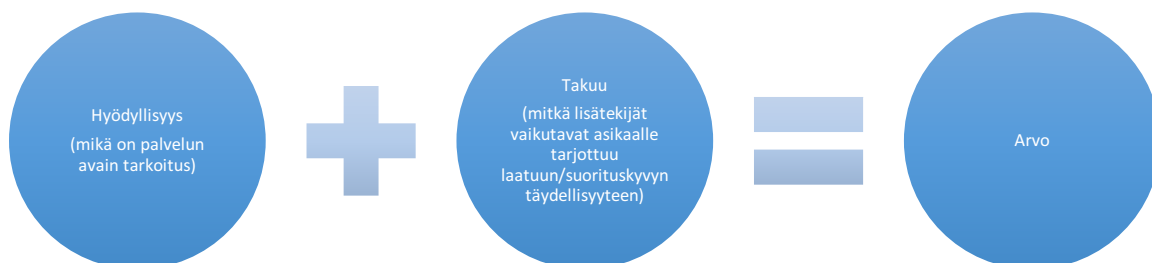 Hyödyllisyys
(mikä on palvelun
avain tarkoitus)
Takuu
(mitkä lisätekijät
vaikutavat asikaalle
tarjottuu
laatuun/suorituskyvyn
täydellisyyteen)
Arvo